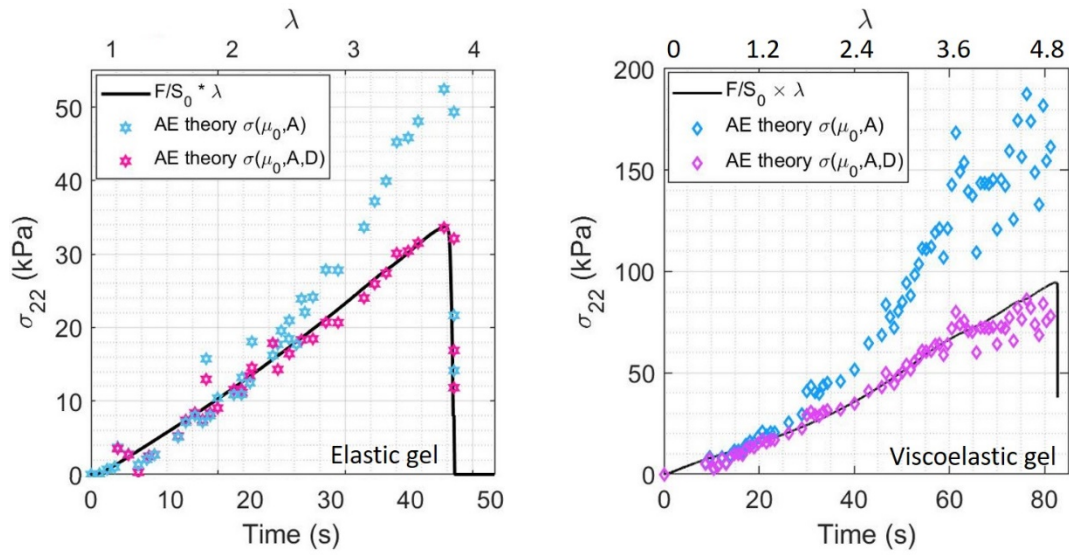 λ
1 2 3 4
50
40
30
20
10
0
σ22 (kPa)
F/S0 * λ
AE theory σ(μ0,A)
AE theory σ(μ0,A,D)
Elastic gel
0 10 20 30 40 50
Time (s)
λ
0 1.2 2.4 3.6 4.8
200
150
100
50
0
σ22 (kPa)
F/S0 × λ
AE theory σ(μ0,A)
AE theory σ(μ0,A,D)
Viscoelastic gel
0 20 40 60 80
Time (s)